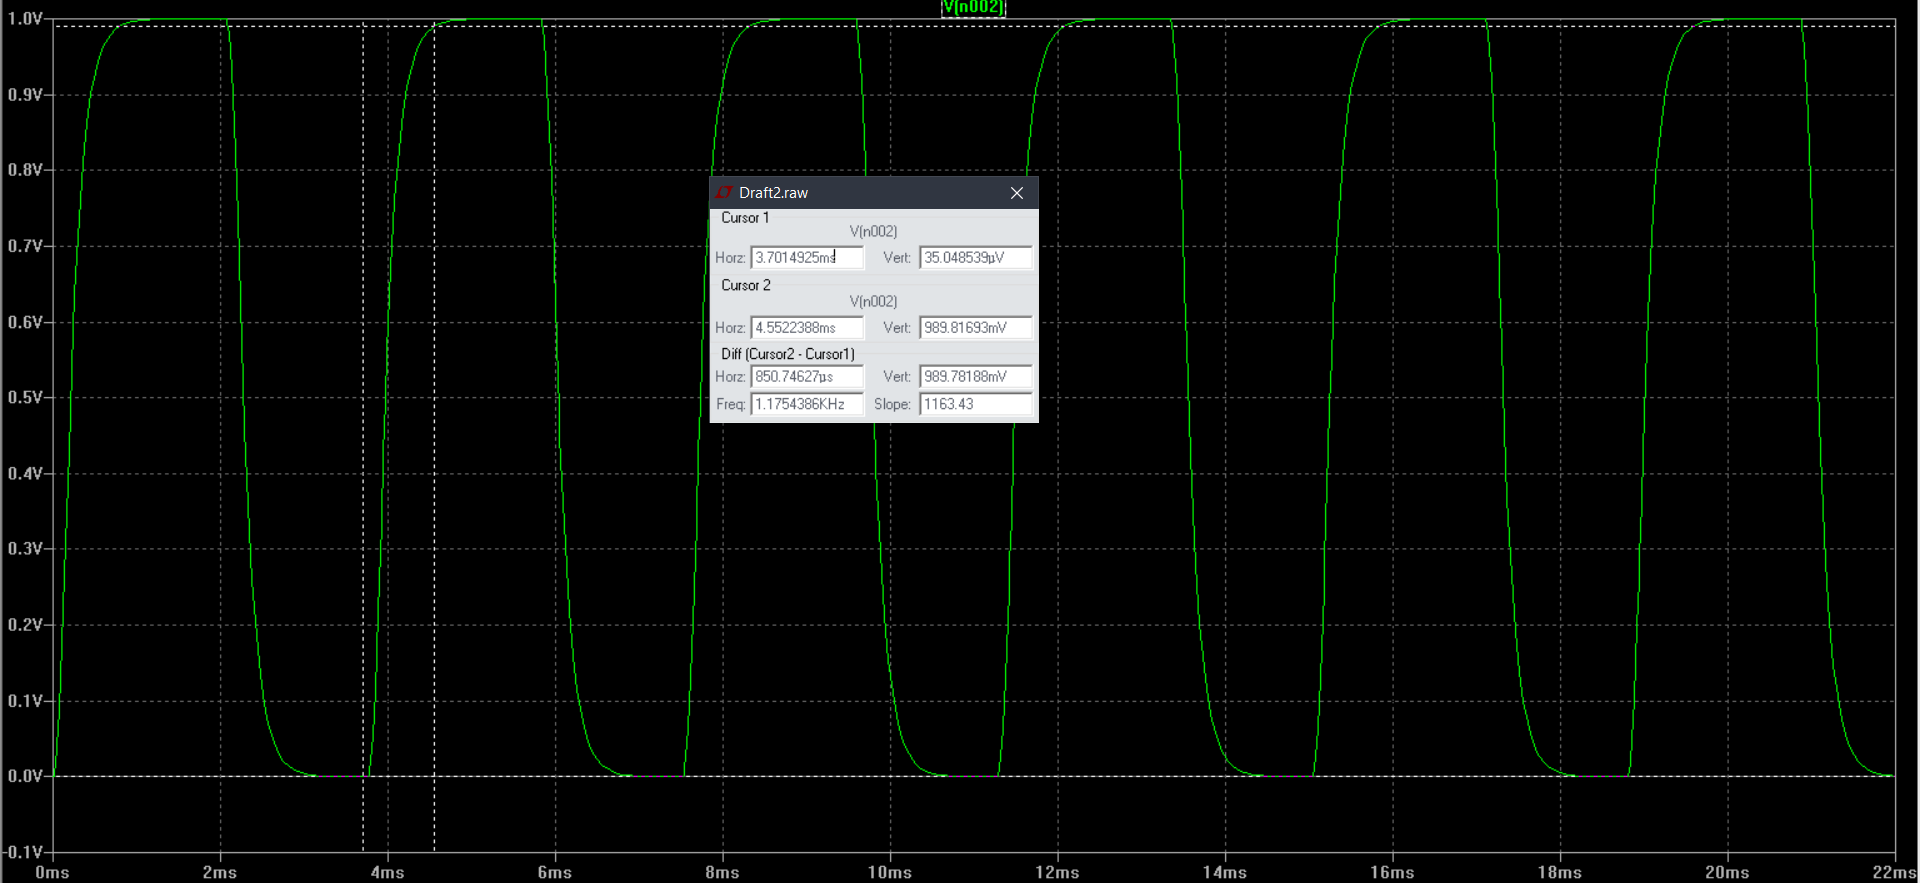 V(n002)
1.0V
0.9V
0.8V
0.7V
0.6V
0.5V
0.4V
0.3V
0.2V
0.1V
0.0V
-0.1V
0ms 2ms 4ms 6ms 8ms 10ms 12ms 14ms 16ms 18ms 20ms 22ms
Draft2.raw
Cursor 1
V(n002)
Horz: 3.7014925ms Vert: 35.048539µV
Cursor 2
V(n002)
Horz: 4.5522388ms Vert: 989.81693mV
Diff (Cursor2 - Cursor1)
Horz: 850.74627µs Vert: 989.78188mV
Freq: 1.1754386KHz Slope: 1163.43